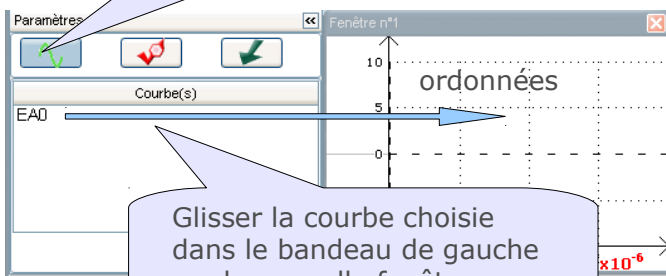 Paramètres
Fenêtre n°1
Courbe(s)
EA0
10
ordonnées
5
0
Glisser la courbe choisie
dans le bandeau de gauche
x10⁻⁶